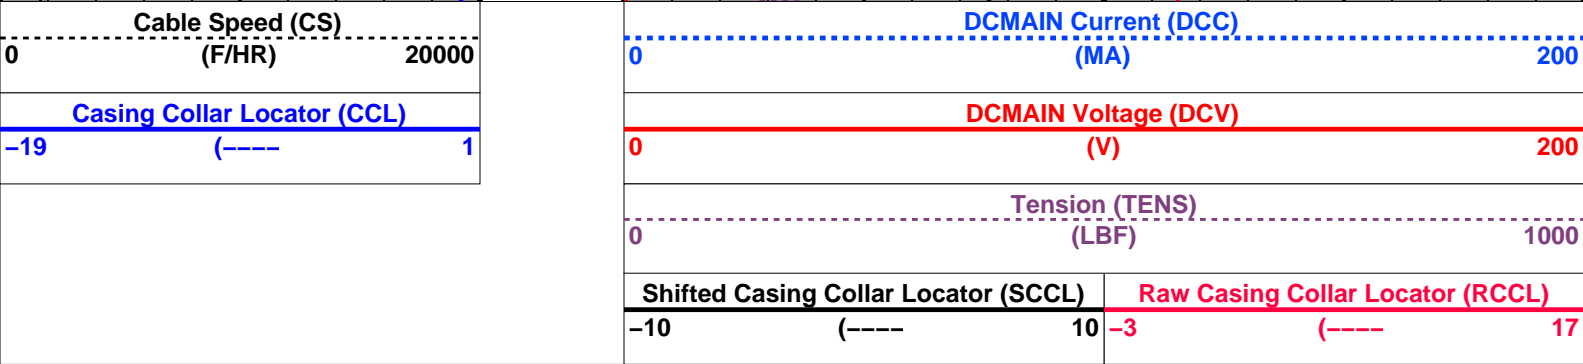 Cable Speed (CS)
0 (F/HR) 20000
Casing Collar Locator (CCL)
−19 (−−−− 1
DCMAIN Current (DCC)
0 (MA) 200
DCMAIN Voltage (DCV)
0 (V) 200
Tension (TENS)
0 (LBF) 1000
Shifted Casing Collar Locator (SCCL)
−10 (−−−− 10
Raw Casing Collar Locator (RCCL)
−3 (−−−− 17